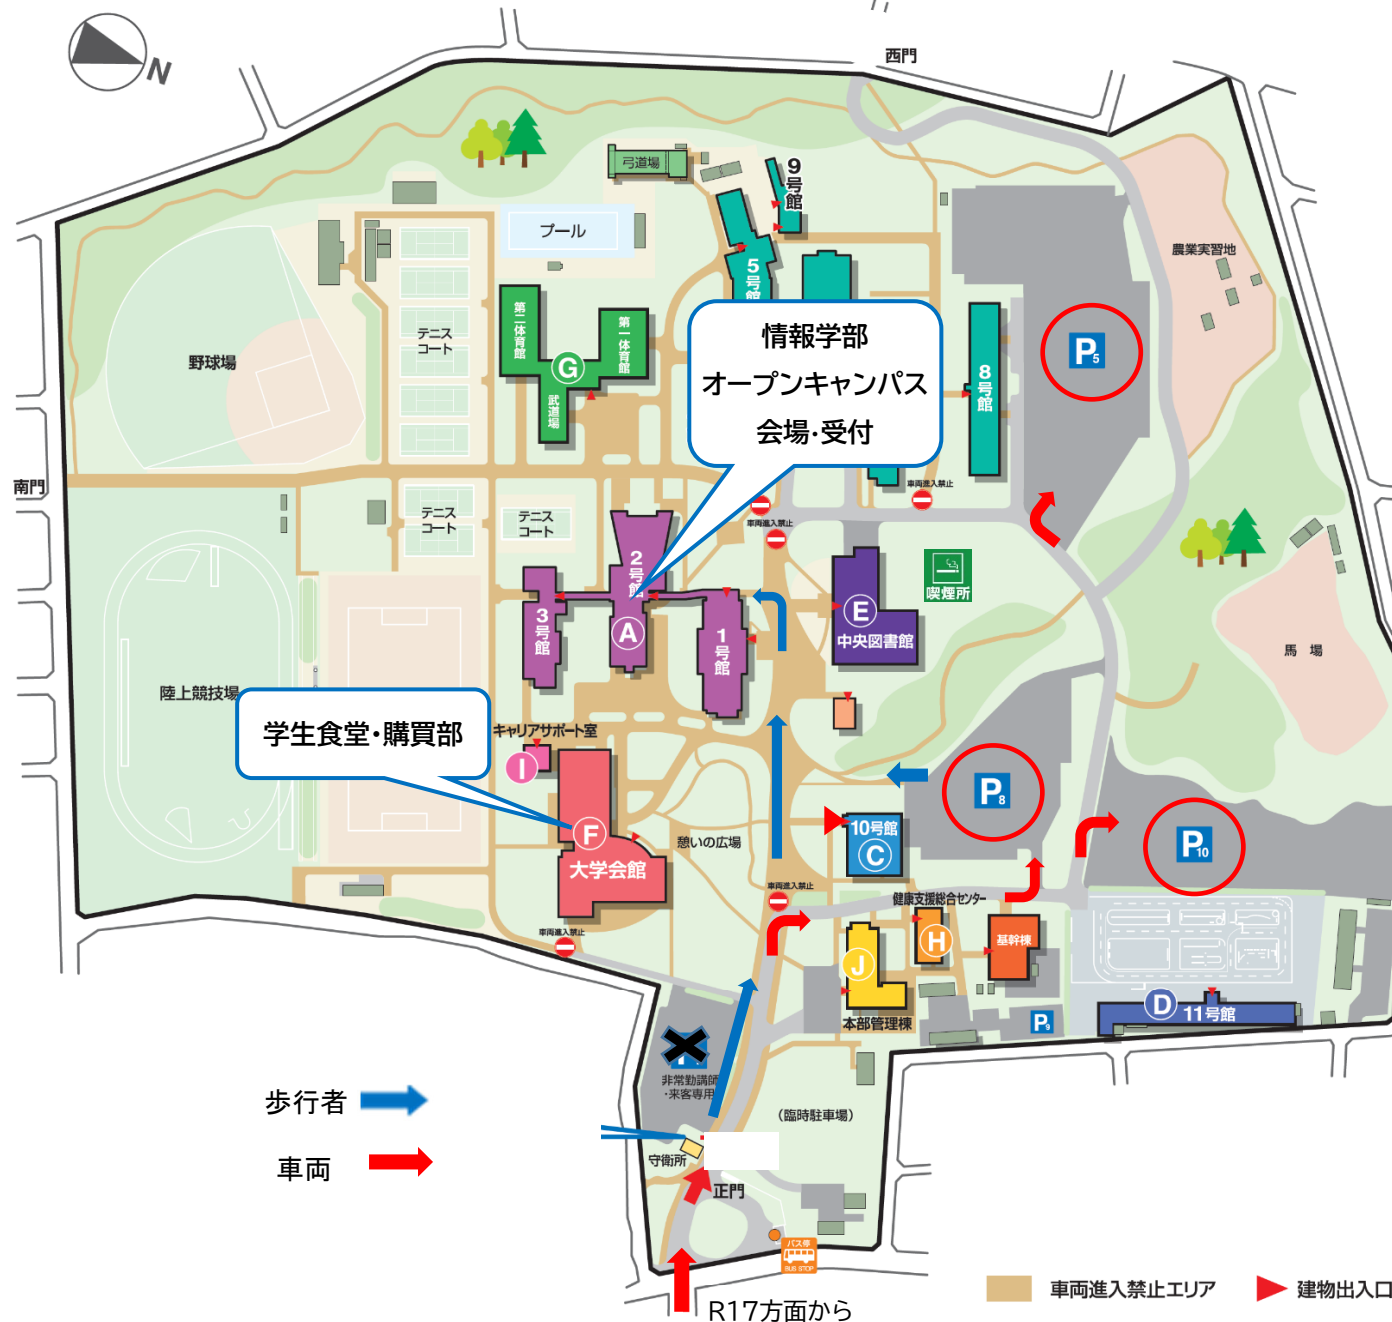 N
西門
弓道場
9号館
プール
5号館
農業実習地
第二体育館
第一体育館
G
武道場
テニス
コート
野球場
情報学部
オープンキャンパス
会場・受付
8号館
P5
南門
テニス
コート
テニス
コート
車両進入禁止
車両進入禁止
2号館
A
3号館
1号館
E
中央図書館
喫煙所
馬場
陸上競技場
学生食堂・購買部
キャリアサポート室
I
F
大学会館
憩いの広場
10号館
C
P8
P10
車両進入禁止
健康支援総合センター
車両進入禁止
H
基幹棟
J
本部管理棟
P9
D
11号館
非常勤講師
・来客専用
(臨時駐車場)
歩行者
車両
守衛所
正門
バス停
BUS STOP
R17方面から
車両進入禁止エリア
建物出入口